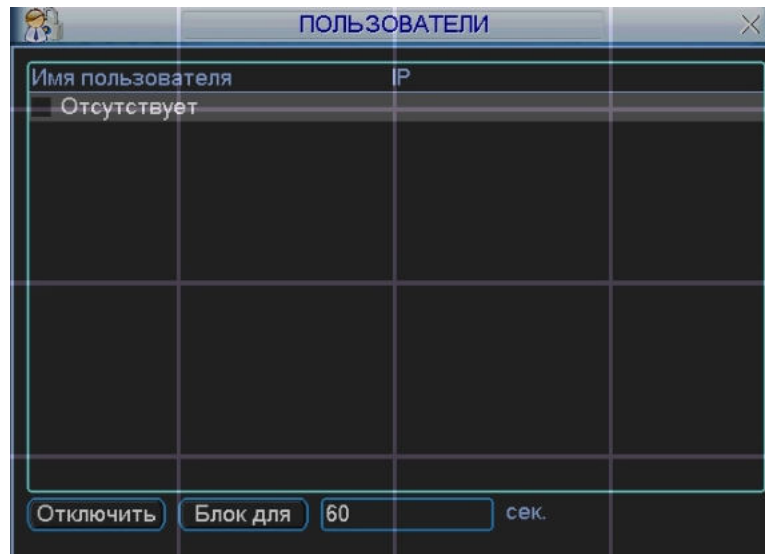 ПОЛЬЗОВАТЕЛИ
Имя пользователя IP
Отсутствует
Отключить Блок для 60 сек.